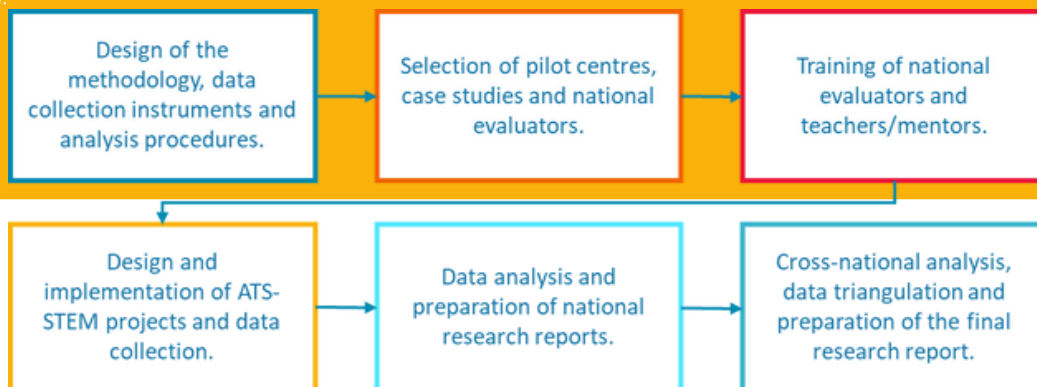 Design of the
methodology, data
collection instruments and
analysis procedures.
Selection of pilot centres,
case studies and national
evaluators.
Training of national
evaluators and
teachers/mentors.
Design and
implementation of ATS-
STEM projects and data
collection.
Data analysis and
preparation of national
research reports.
Cross-national analysis,
data triangulation and
preparation of the final
research report.